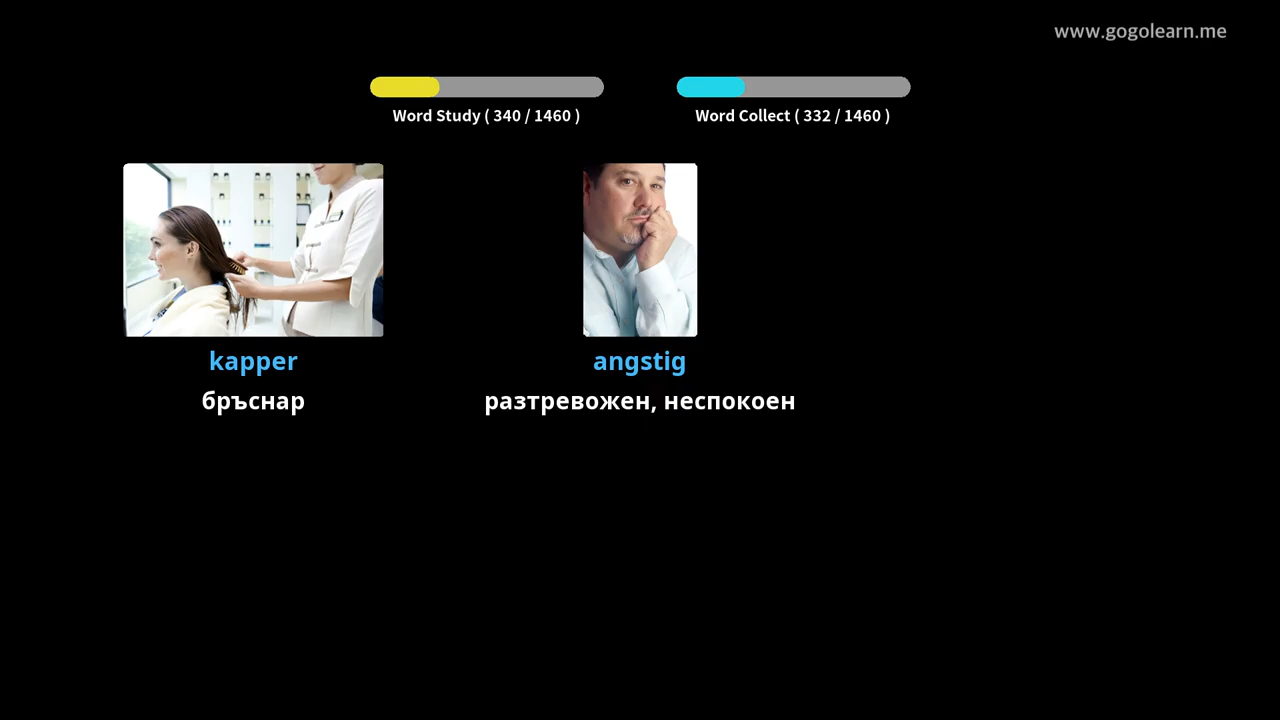 www.gogolearn.me
Word Study ( 340 / 1460 )
Word Collect ( 332 / 1460 )
kapper
angstig
бръснар
разтревожен, неспокоен